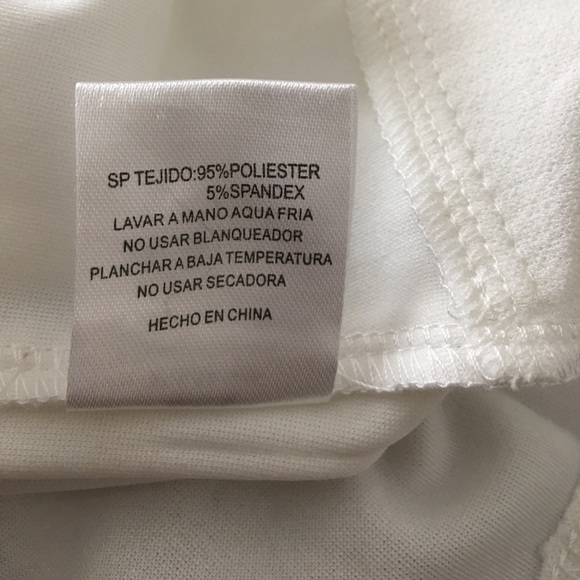 SP TEJIDO:95%POLIESTER
5%SPANDEX
LAVAR A MANO AQUA FRIA
NO USAR BLANQUEADOR
PLANCHAR A BAJA TEMPERATURA
NO USAR SECADORA
HECHO EN CHINA